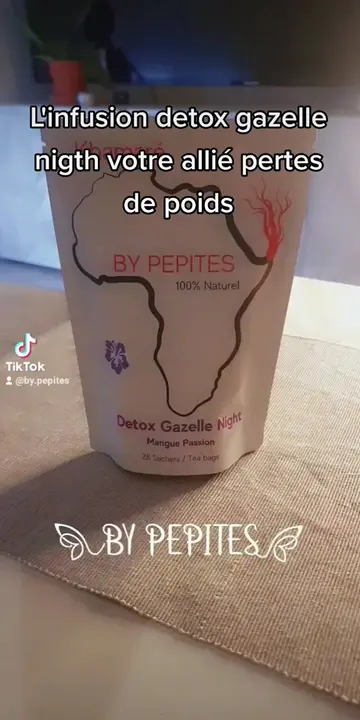 L'infusion detox gazelle
nigth votre allié pertes
de poids
BY PEPITES
100% Naturel
TikTok
@by.pepites
Detox Gazelle Night
Mangue Passion
28 Sachets / Tea bags
BY PEPITES